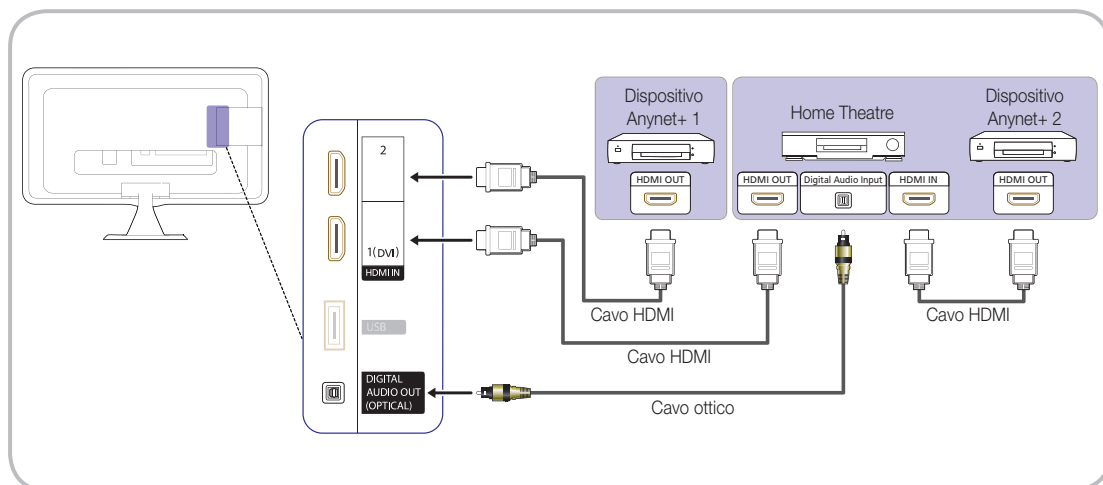 Dispositivo
Anynet+ 1
HDMI OUT
Home Theatre
Dispositivo
Anynet+ 2
HDMI OUT
Digital Audio Input
HDMI IN
HDMI OUT
2
1(DVI)
HDMI IN
USB
DIGITAL
AUDIO OUT
(OPTICAL)
Cavo HDMI
Cavo HDMI
Cavo HDMI
Cavo ottico